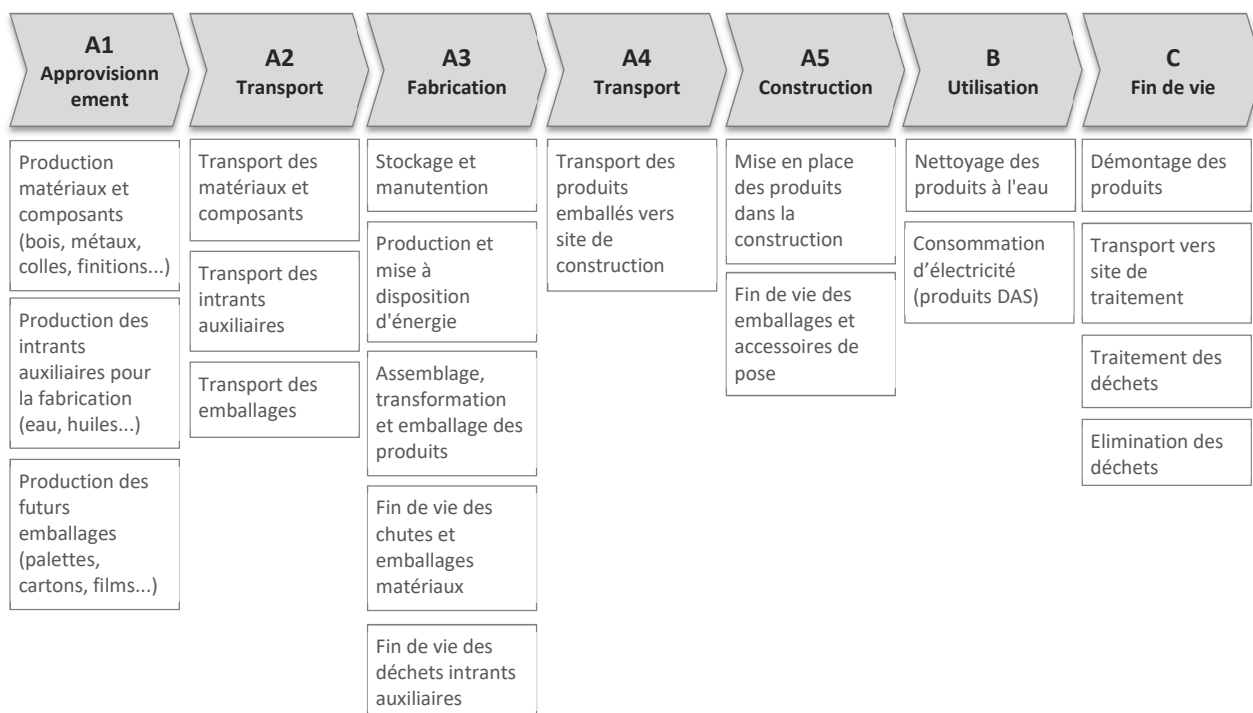 A1
Approvisionn
ement
A2
Transport
A3
Fabrication
A4
Transport
A5
Construction
B
Utilisation
C
Fin de vie
Production
matériaux et
composants
(bois, métaux,
colles, finitions...)
Production des
intrants
auxiliaires pour
la fabrication
(eau, huiles...)
Production des
futurs
emballages
(palettes,
cartons, films...)
Transport des
matériaux et
composants
Transport des
intrants
auxiliaires
Transport des
emballages
Stockage et
manutention
Production et
mise à
disposition
d'énergie
Assemblage,
transformation
et emballage des
produits
Fin de vie des
chutes et
emballages
matériaux
Fin de vie des
déchets intrants
auxiliaires
Transport des
produits
emballés vers
site de
construction
Mise en place
des produits
dans la
construction
Fin de vie des
emballages et
accessoires de
pose
Nettoyage des
produits à l'eau
Consommation
d’électricité
(produits DAS)
Démontage des
produits
Transport vers
site de
traitement
Traitement des
déchets
Elimination des
déchets